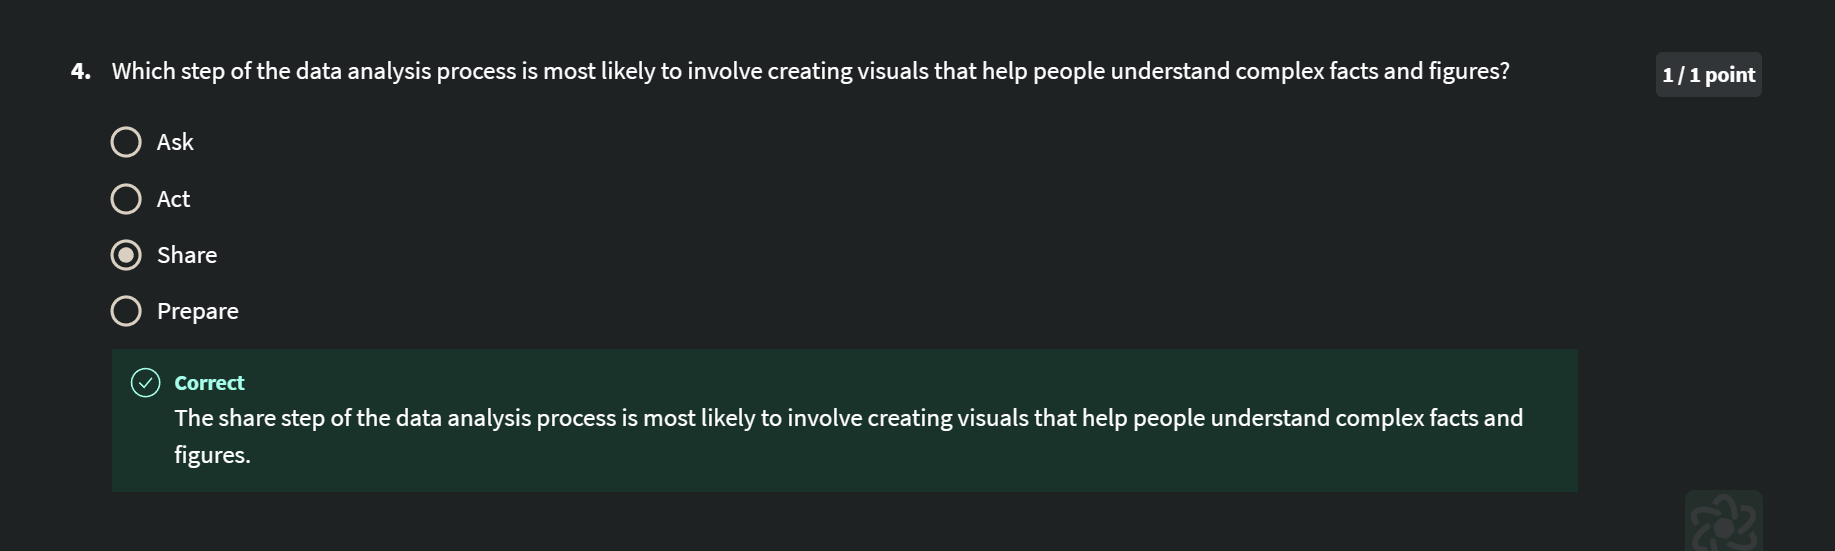 4. Which step of the data analysis process is most likely to involve creating visuals that help people understand complex facts and figures?
1 / 1 point
Ask
Act
Share
Prepare
Correct
The share step of the data analysis process is most likely to involve creating visuals that help people understand complex facts and
figures.